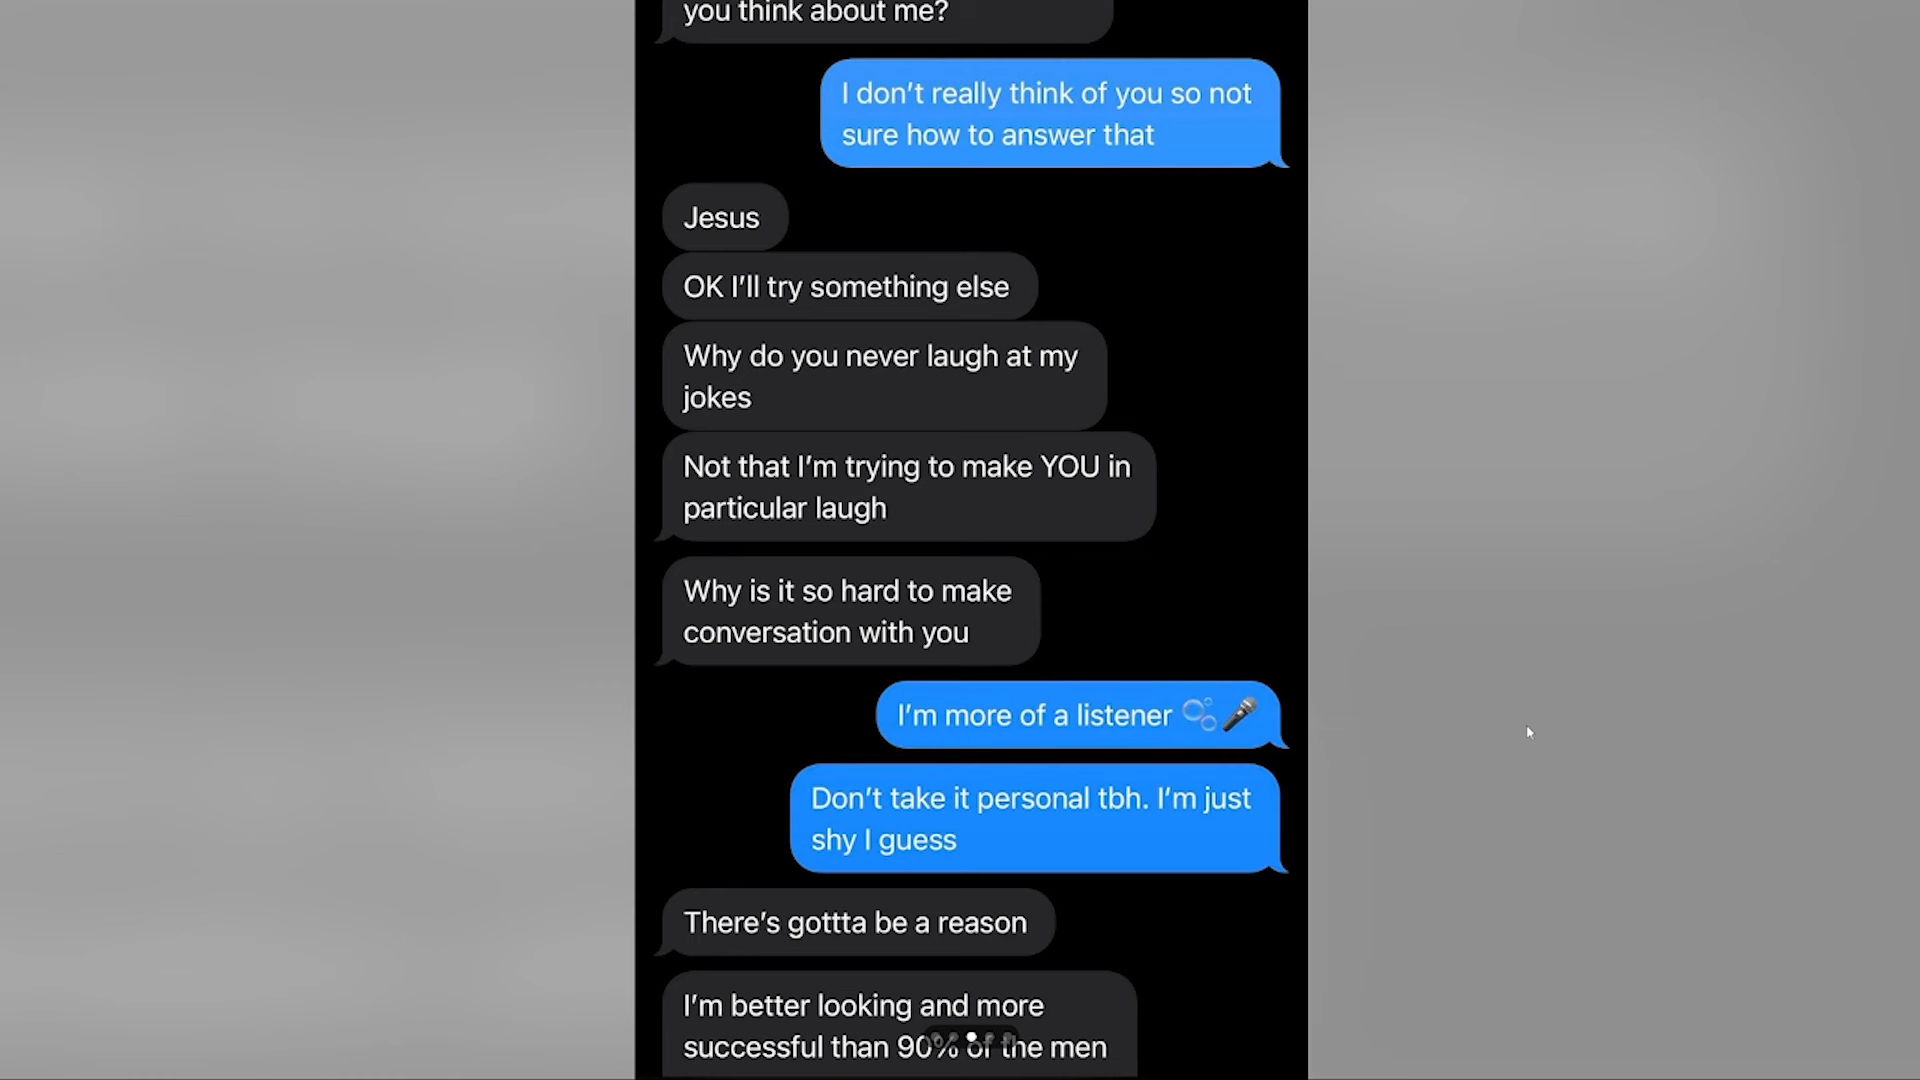 you think about me?
I don't really think of you so not
sure how to answer that
Jesus
OK I'll try something else
Why do you never laugh at my
jokes
Not that I'm trying to make YOU in
particular laugh
Why is it so hard to make
conversation with you
I'm more of a listener 🫧🎤
Don't take it personal tbh. I'm just
shy I guess
There's gottta be a reason
I'm better looking and more
successful than 90% of the men